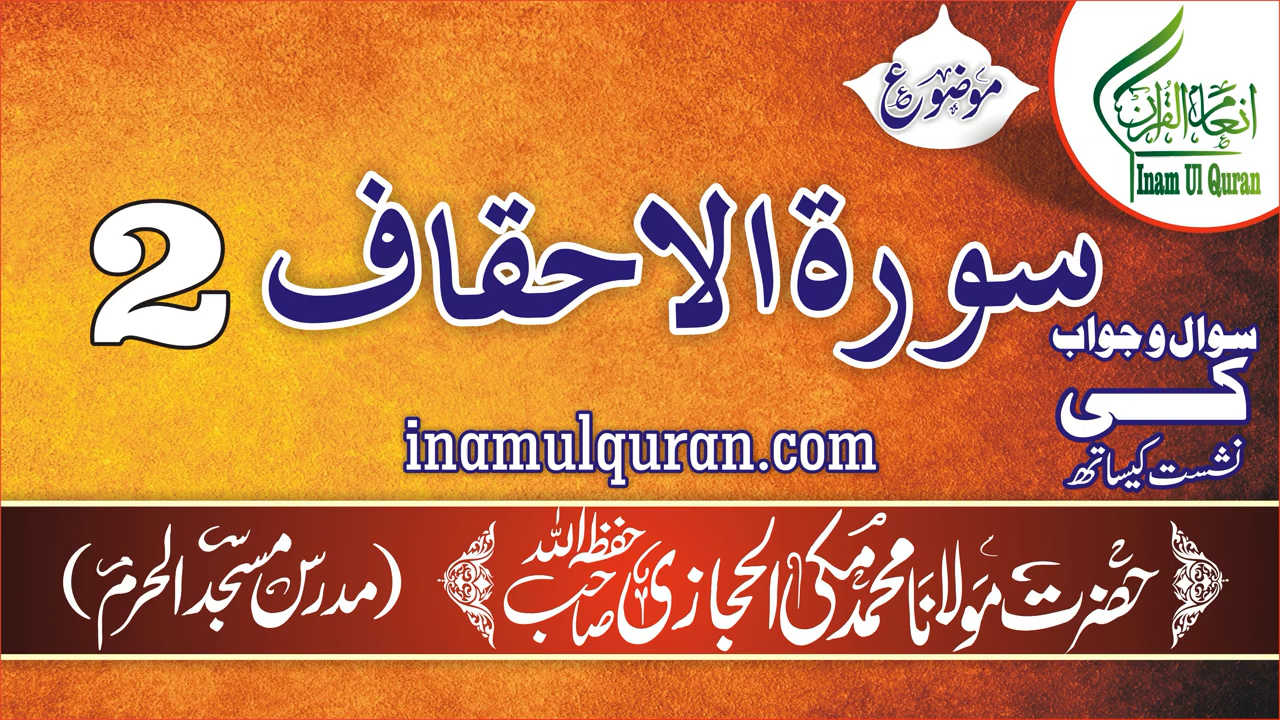 موضوع
انعام القرآن
Inam Ul Quran
سورۃ الاحقاف 2
سوال و جواب
کی
نشست کیساتھ
inamulquran.com
حضرت مولانا محمد مکی الحجازی صاحب حفظہ اللہ (مدرس مسجد الحرام)